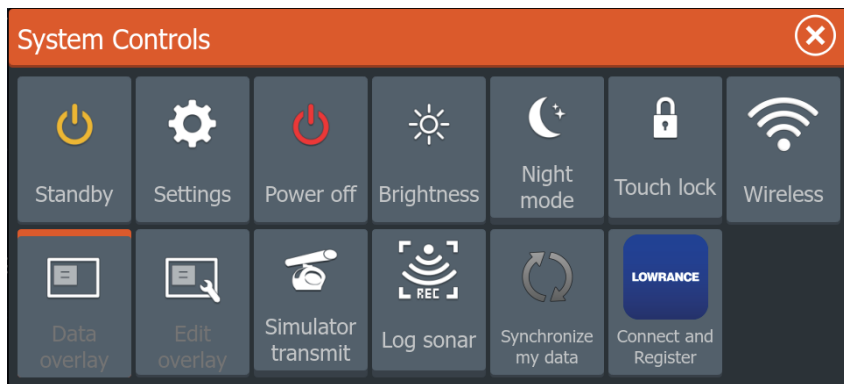 System Controls
Standby
Settings
Power off
Brightness
Night
mode
Touch lock
Wireless
Data
overlay
Edit
overlay
Simulator
transmit
REC
Log sonar
Synchronize
my data
LOWRANCE
Connect and
Register